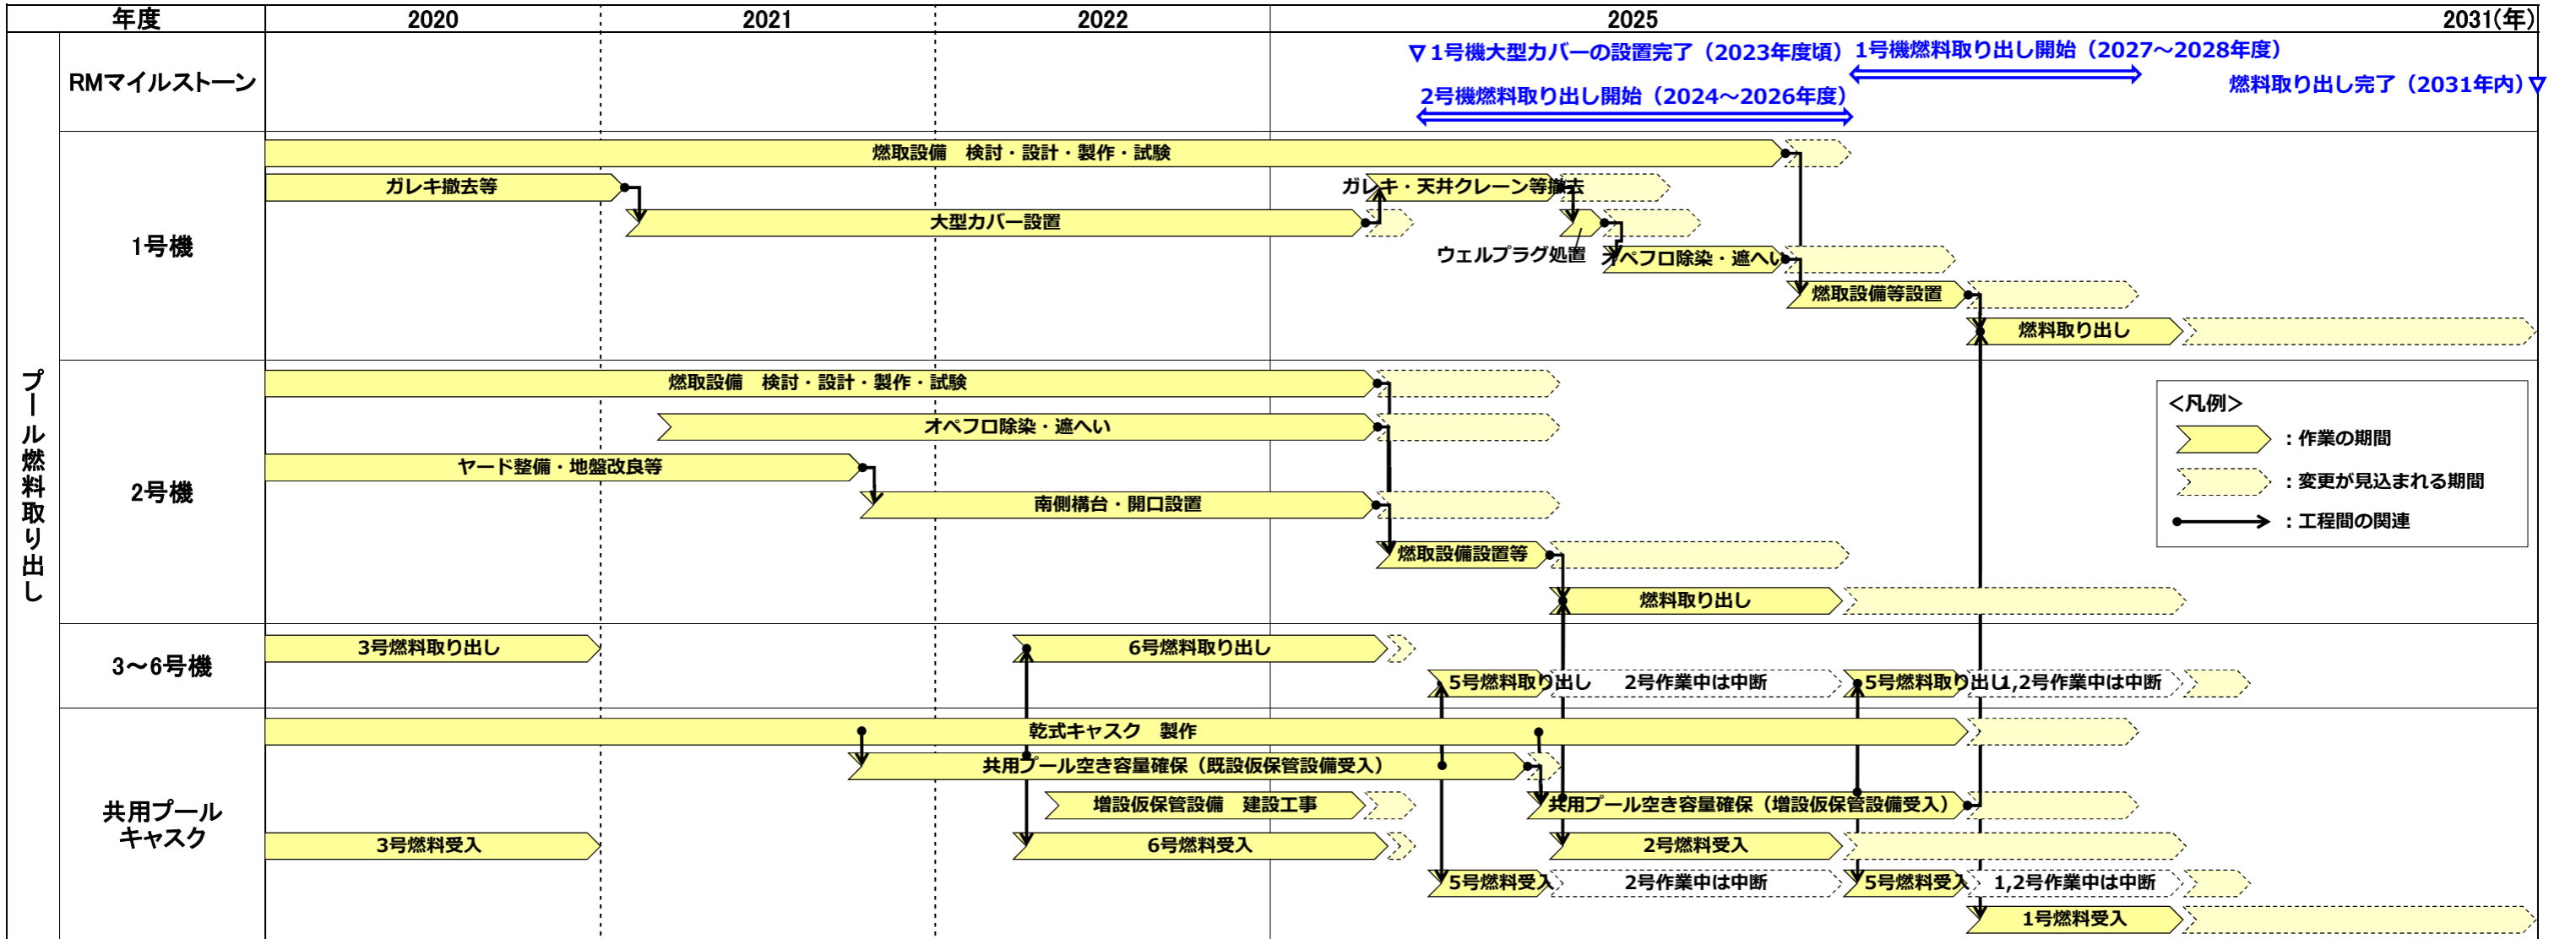 年度
2020
2021
2022
2025
2031(年)
プール燃料取り出し
RMマイルストーン
▽1号機大型カバーの設置完了（2023年度頃）
1号機燃料取り出し開始（2027～2028年度）
燃料取り出し完了（2031年内）▽
2号機燃料取り出し開始（2024～2026年度）
1号機
燃取設備　検討・設計・製作・試験
ガレキ撤去等
ガレキ・天井クレーン等撤去
大型カバー設置
ウェルプラグ処置
オペフロ除染・遮へい
燃取設備等設置
燃料取り出し
2号機
燃取設備　検討・設計・製作・試験
オペフロ除染・遮へい
ヤード整備・地盤改良等
南側構台・開口設置
燃取設備設置等
燃料取り出し
＜凡例＞
：作業の期間
：変更が見込まれる期間
：工程間の関連
3～6号機
3号燃料取り出し
6号燃料取り出し
5号燃料取り出し
2号作業中は中断
5号燃料取り出し
1,2号作業中は中断
共用プール
キャスク
乾式キャスク　製作
共用プール空き容量確保（既設仮保管設備受入）
増設仮保管設備　建設工事
共用プール空き容量確保（増設仮保管設備受入）
3号燃料受入
6号燃料受入
2号燃料受入
5号燃料受入
2号作業中は中断
5号燃料受入
1,2号作業中は中断
1号燃料受入